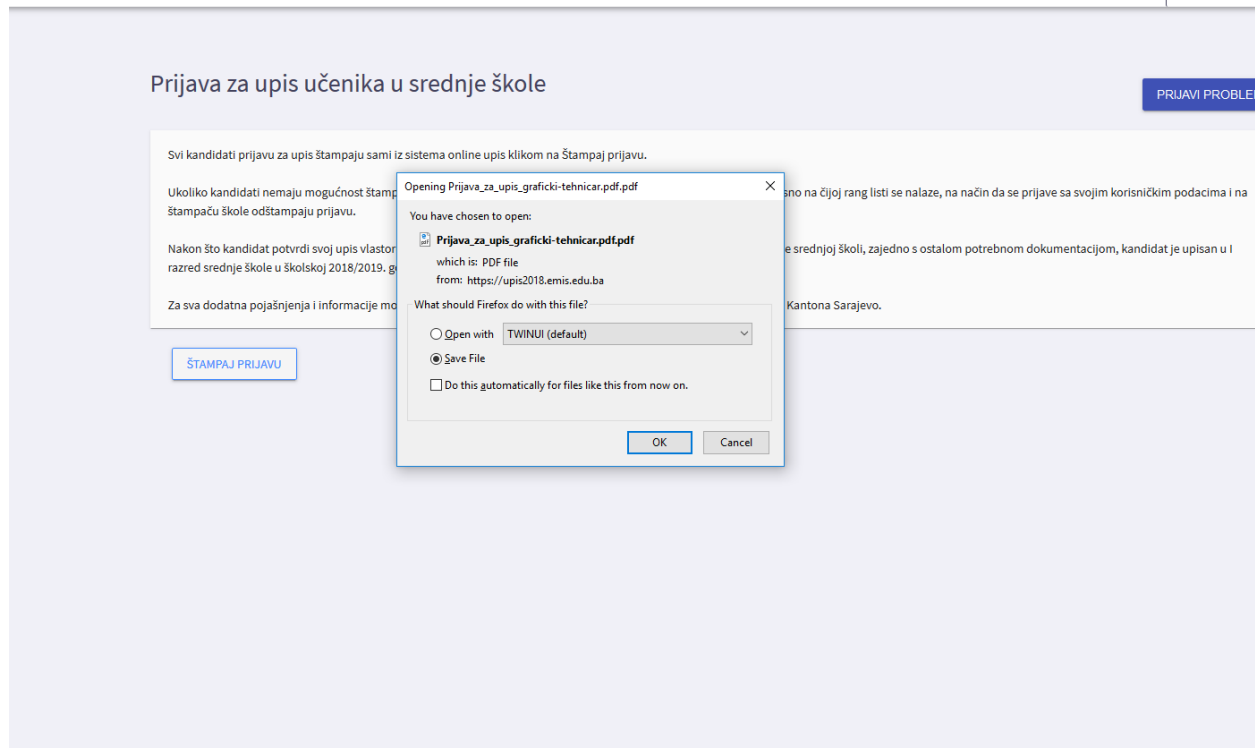 Prijava za upis učenika u srednje škole
PRIJAVI PROBLE
Svi kandidati prijavu za upis štampaju sami iz sistema online upis klikom na Štampaj prijavu.
Ukoliko kandidati nemaju mogućnost štamp
sno na čijoj rang listi se nalaze, na način da se prijave sa svojim korisničkim podacima i na
štampaču škole odštampaju prijavu.
Nakon što kandidat potvrdi svoj upis vlastor
e srednjoj školi, zajedno s ostalom potrebnom dokumentacijom, kandidat je upisan u I
razred srednje škole u školskoj 2018/2019. g
Za sva dodatna pojašnjenja i informacije mo
Kantona Sarajevo.
ŠTAMPAJ PRIJAVU
Opening Prijava_za_upis_graficki-tehnicar.pdf.pdf
You have chosen to open:
Prijava_za_upis_graficki-tehnicar.pdf.pdf
which is: PDF file
from: https://upis2018.emis.edu.ba
What should Firefox do with this file?
Open with TWINUI (default)
Save File
Do this automatically for files like this from now on.
OK Cancel